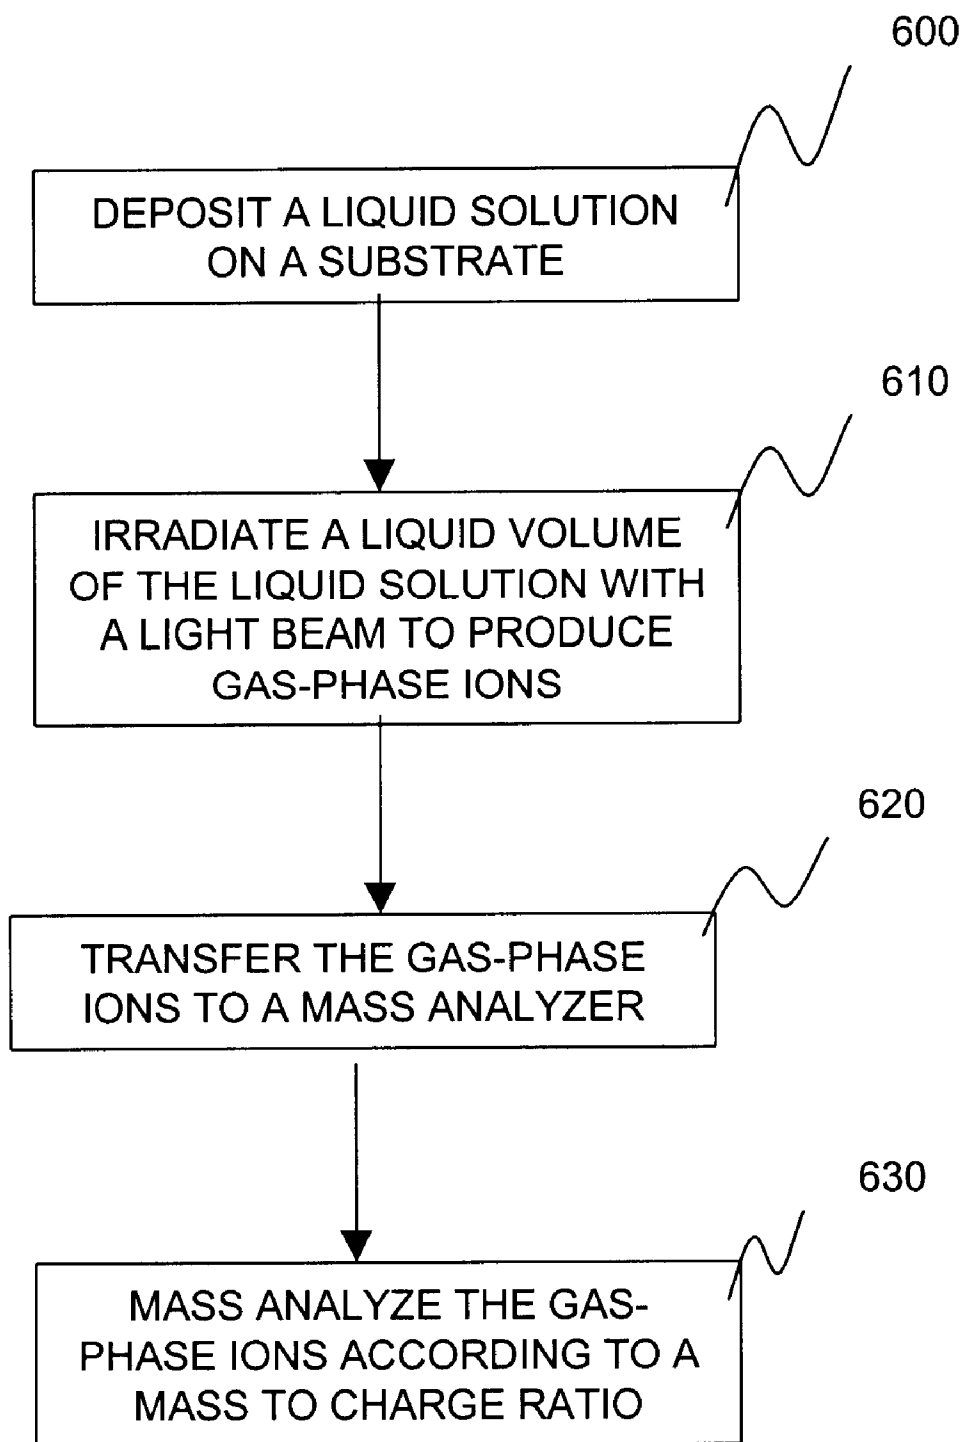 600
DEPOSIT A LIQUID SOLUTION
ON A SUBSTRATE
610
IRRADIATE A LIQUID VOLUME
OF THE LIQUID SOLUTION WITH
A LIGHT BEAM TO PRODUCE
GAS-PHASE IONS
620
TRANSFER THE GAS-PHASE
IONS TO A MASS ANALYZER
630
MASS ANALYZE THE GAS-
PHASE IONS ACCORDING TO A
MASS TO CHARGE RATIO